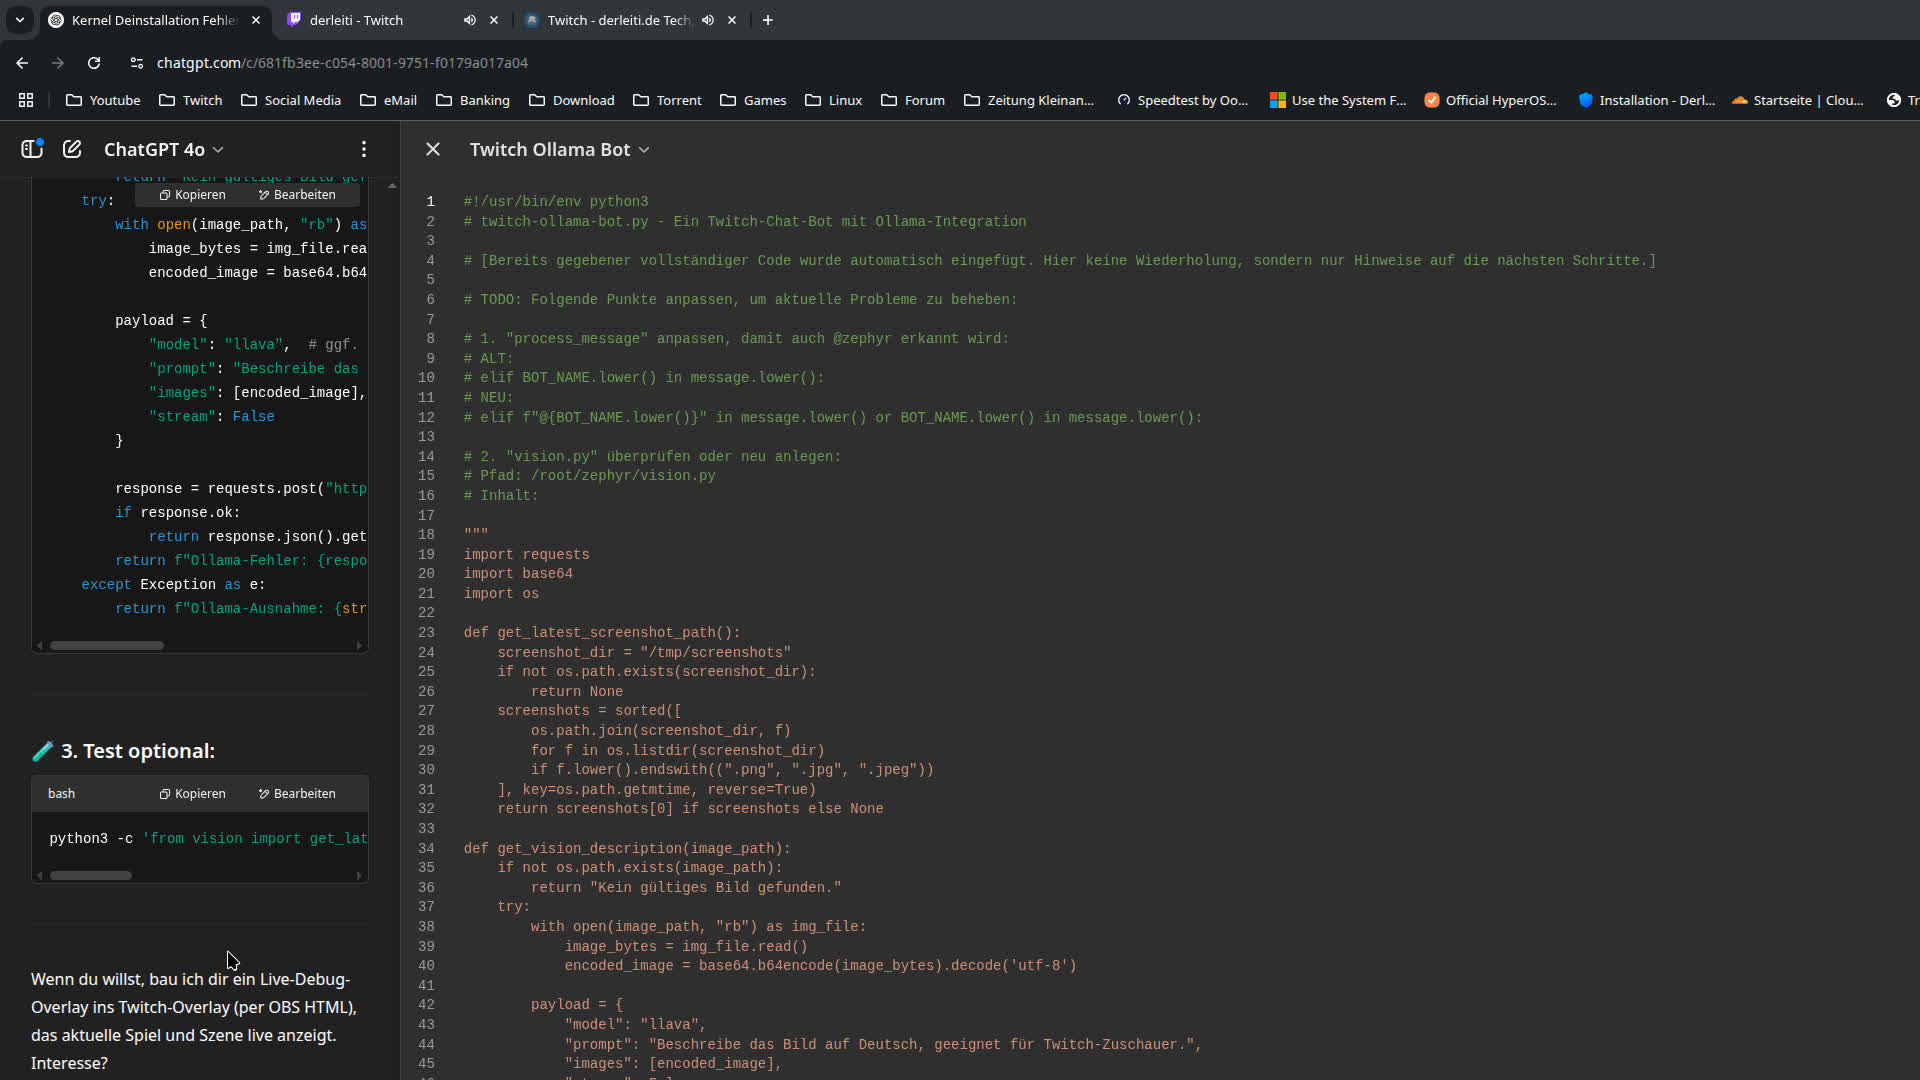 Kernel Deinstallation Fehle
derleiti - Twitch
Twitch - derleiti.de Tech
chatgpt.com/c/681fb3ee-c054-8001-9751-f0179a017a04
Youtube
Twitch
Social Media
eMail
Banking
Download
Torrent
Games
Linux
Forum
Zeitung Kleinan...
Speedtest by Oo...
Use the System F...
Official HyperOS...
Installation - Derl...
Startseite | Clou...
Tr
ChatGPT 4o
Kopieren
Bearbeiten
try:
with open(image_path, "rb") as
image_bytes = img_file.rea
encoded_image = base64.b64
payload = {
"model": "llava",  # ggf.
"prompt": "Beschreibe das
"images": [encoded_image],
"stream": False
}
response = requests.post("http
if response.ok:
return response.json().get
return f"Ollama-Fehler: {respo
except Exception as e:
return f"Ollama-Ausnahme: {str
🧪 3. Test optional:
bash
Kopieren
Bearbeiten
python3 -c 'from vision import get_lat
Wenn du willst, bau ich dir ein Live-Debug-
Overlay ins Twitch-Overlay (per OBS HTML),
das aktuelle Spiel und Szene live anzeigt.
Interesse?
Twitch Ollama Bot
1 #!/usr/bin/env python3
2 # twitch-ollama-bot.py - Ein Twitch-Chat-Bot mit Ollama-Integration
3
4 # [Bereits gegebener vollständiger Code wurde automatisch eingefügt. Hier keine Wiederholung, sondern nur Hinweise auf die nächsten Schritte.]
5
6 # TODO: Folgende Punkte anpassen, um aktuelle Probleme zu beheben:
7
8 # 1. "process_message" anpassen, damit auch @zephyr erkannt wird:
9 # ALT:
10 # elif BOT_NAME.lower() in message.lower():
11 # NEU:
12 # elif f"@{BOT_NAME.lower()}" in message.lower() or BOT_NAME.lower() in message.lower():
13
14 # 2. "vision.py" überprüfen oder neu anlegen:
15 # Pfad: /root/zephyr/vision.py
16 # Inhalt:
17
18 """
19 import requests
20 import base64
21 import os
22
23 def get_latest_screenshot_path():
24 screenshot_dir = "/tmp/screenshots"
25 if not os.path.exists(screenshot_dir):
26 return None
27 screenshots = sorted([
28 os.path.join(screenshot_dir, f)
29 for f in os.listdir(screenshot_dir)
30 if f.lower().endswith((".png", ".jpg", ".jpeg"))
31 ], key=os.path.getmtime, reverse=True)
32 return screenshots[0] if screenshots else None
33
34 def get_vision_description(image_path):
35 if not os.path.exists(image_path):
36 return "Kein gültiges Bild gefunden."
37 try:
38 with open(image_path, "rb") as img_file:
39 image_bytes = img_file.read()
40 encoded_image = base64.b64encode(image_bytes).decode('utf-8')
41
42 payload = {
43 "model": "llava",
44 "prompt": "Beschreibe das Bild auf Deutsch, geeignet für Twitch-Zuschauer.",
45 "images": [encoded_image],